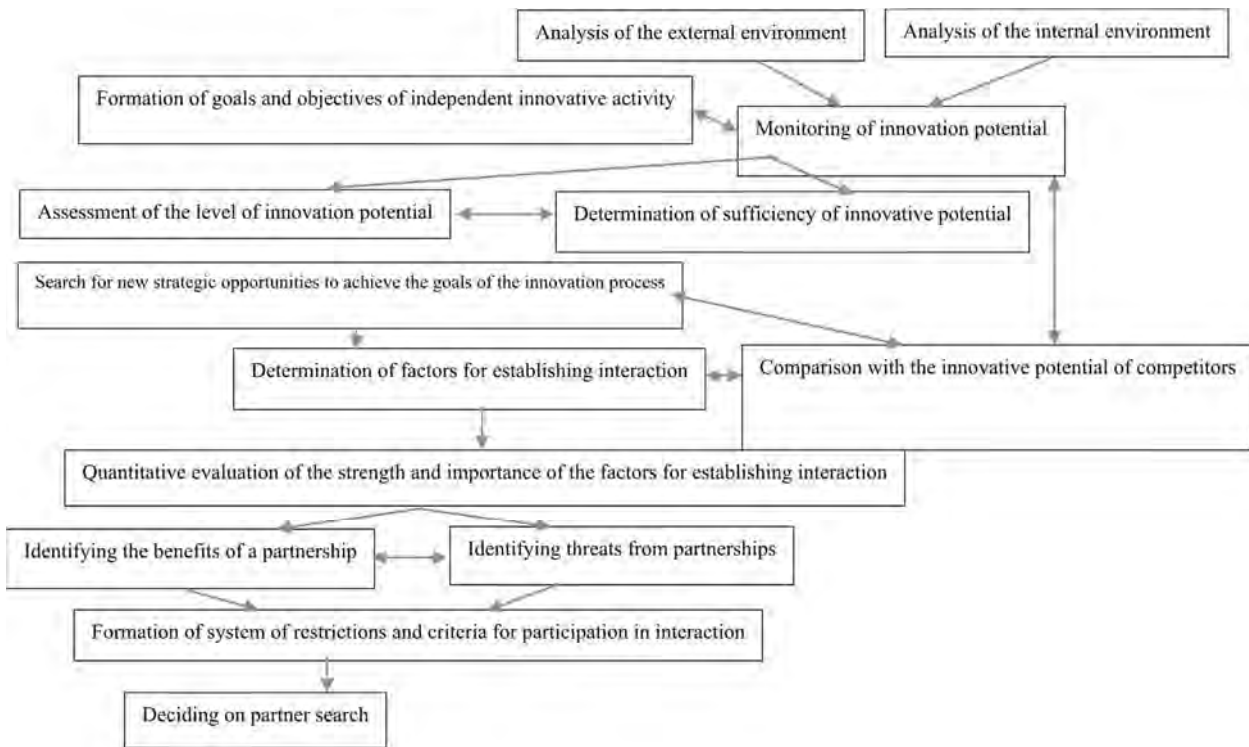 Analysis of the external environment
Analysis of the internal environment
Formation of goals and objectives of independent innovative activity
Monitoring of innovation potential
Assessment of the level of innovation potential
Determination of sufficiency of innovative potential
Search for new strategic opportunities to achieve the goals of the innovation process
Determination of factors for establishing interaction
Comparison with the innovative potential of competitors
Quantitative evaluation of the strength and importance of the factors for establishing interaction
Identifying the benefits of a partnership
Identifying threats from partnerships
Formation of system of restrictions and criteria for participation in interaction
Deciding on partner search